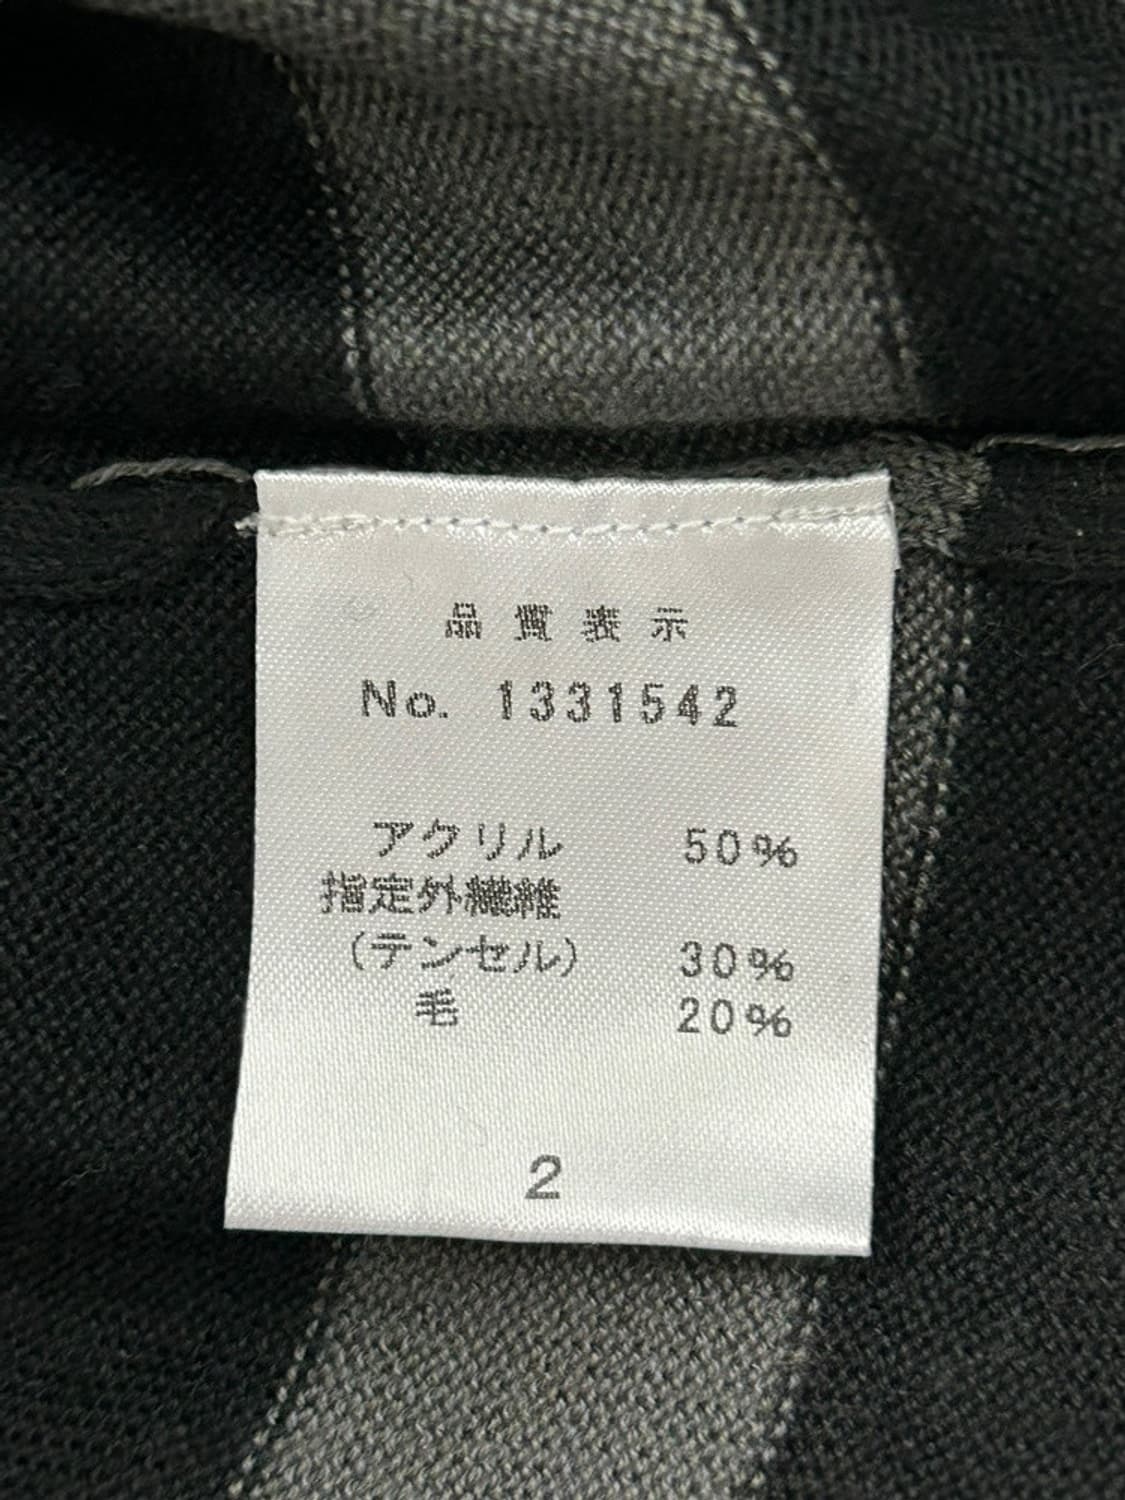 品質表示
No. 1331542
アクリル 50%
指定外繊維
(テンセル) 30%
毛 20%
2